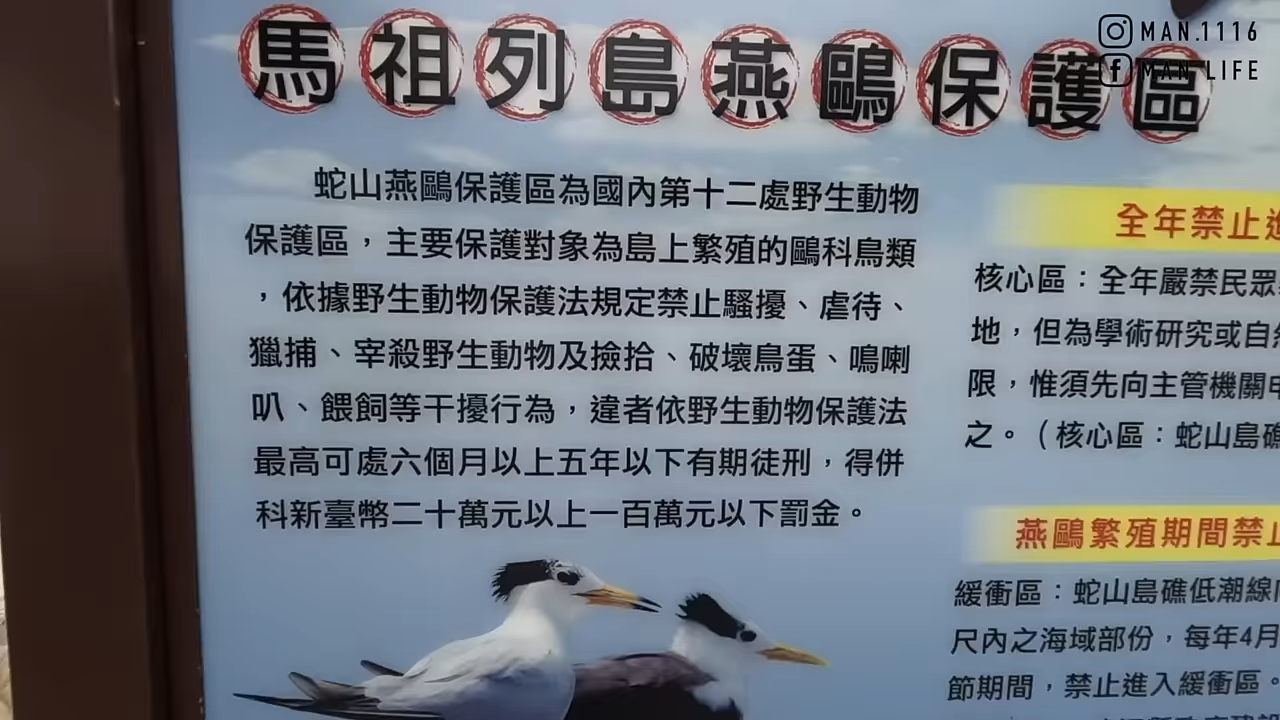 MAN.1116
MAN LIFE
馬祖列島燕鷗保護區
蛇山燕鷗保護區為國內第十二處野生動物
保護區，主要保護對象為島上繁殖的鷗科鳥類
，依據野生動物保護法規定禁止騷擾、虐待、
獵捕、宰殺野生動物及撿拾、破壞鳥蛋、鳴喇
叭、餵飼等干擾行為，違者依野生動物保護法
最高可處六個月以上五年以下有期徒刑，得併
科新臺幣二十萬元以上一百萬元以下罰金。
全年禁止進
核心區：全年嚴禁民眾
地，但為學術研究或自然
限，惟須先向主管機關申
之。（核心區：蛇山島礁
燕鷗繁殖期間禁止
緩衝區：蛇山島礁低潮線
尺內之海域部份，每年4月
節期間，禁止進入緩衝區。